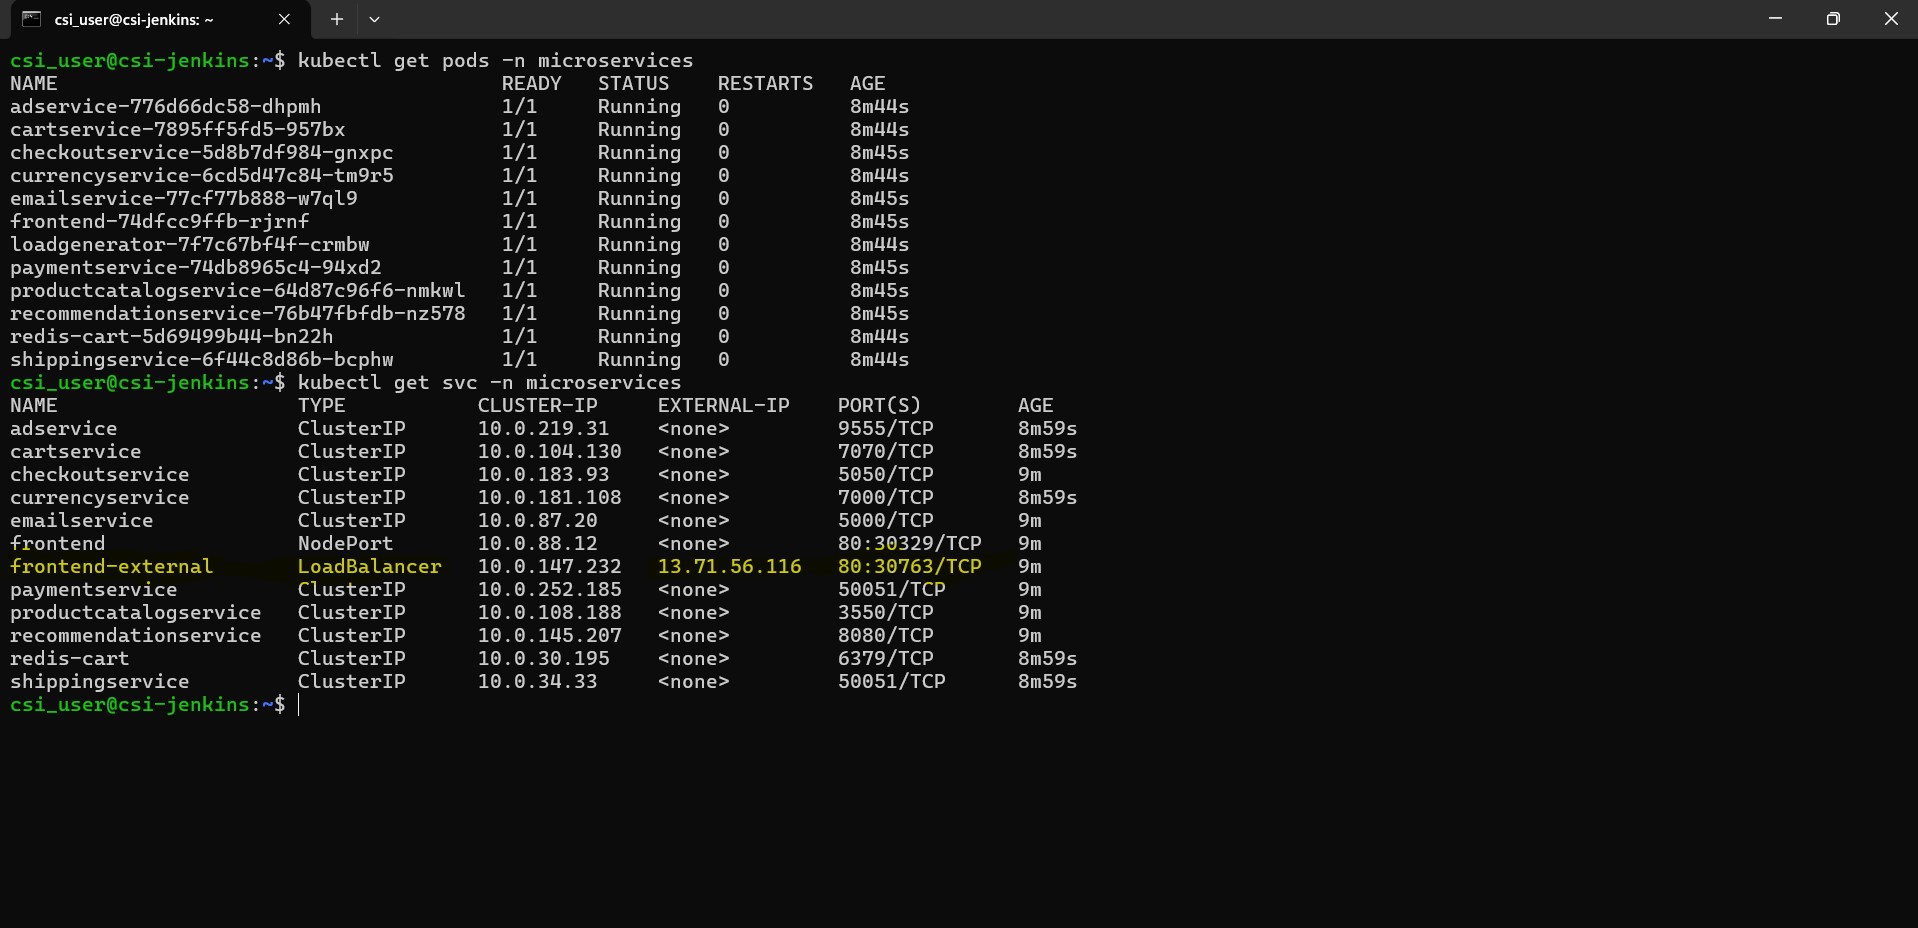 csi_user@csi-jenkins: ~
csi_user@csi-jenkins:~$ kubectl get pods -n microservices
NAME READY STATUS RESTARTS AGE
adservice-776d66dc58-dhpmh 1/1 Running 0 8m44s
cartservice-7895ff5fd5-957bx 1/1 Running 0 8m44s
checkoutservice-5d8b7df984-gnxpc 1/1 Running 0 8m45s
currencyservice-6cd5d47c84-tm9r5 1/1 Running 0 8m44s
emailservice-77cf77b888-w7ql9 1/1 Running 0 8m45s
frontend-74dfcc9ffb-rjrnf 1/1 Running 0 8m45s
loadgenerator-7f7c67bf4f-crmbw 1/1 Running 0 8m44s
paymentservice-74db8965c4-94xd2 1/1 Running 0 8m45s
productcatalogservice-64d87c96f6-nmkwl 1/1 Running 0 8m45s
recommendationservice-76b47fbfdb-nz578 1/1 Running 0 8m45s
redis-cart-5d69499b44-bn22h 1/1 Running 0 8m44s
shippingservice-6f44c8d86b-bcphw 1/1 Running 0 8m44s
csi_user@csi-jenkins:~$ kubectl get svc -n microservices
NAME TYPE CLUSTER-IP EXTERNAL-IP PORT(S) AGE
adservice ClusterIP 10.0.219.31 <none> 9555/TCP 8m59s
cartservice ClusterIP 10.0.104.130 <none> 7070/TCP 8m59s
checkoutservice ClusterIP 10.0.183.93 <none> 5050/TCP 9m
currencyservice ClusterIP 10.0.181.108 <none> 7000/TCP 8m59s
emailservice ClusterIP 10.0.87.20 <none> 5000/TCP 9m
frontend NodePort 10.0.88.12 <none> 80:30329/TCP 9m
frontend-external LoadBalancer 10.0.147.232 13.71.56.116 80:30763/TCP 9m
paymentservice ClusterIP 10.0.252.185 <none> 50051/TCP 9m
productcatalogservice ClusterIP 10.0.108.188 <none> 3550/TCP 9m
recommendationservice ClusterIP 10.0.145.207 <none> 8080/TCP 9m
redis-cart ClusterIP 10.0.30.195 <none> 6379/TCP 8m59s
shippingservice ClusterIP 10.0.34.33 <none> 50051/TCP 8m59s
csi_user@csi-jenkins:~$